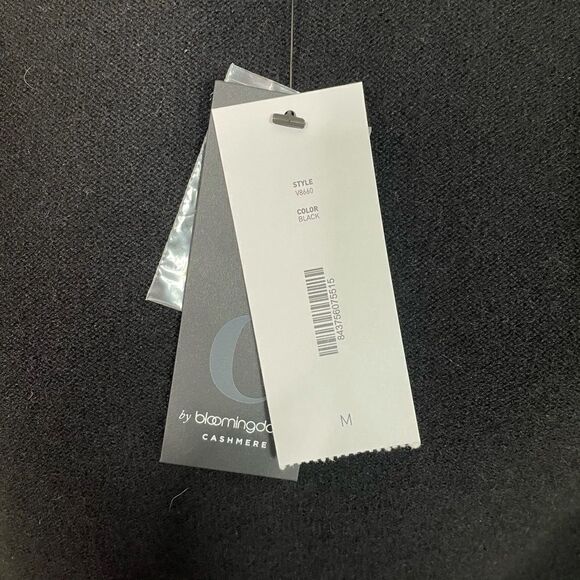 STYLE
V8660
COLOR
BLACK
843756075515
M
C
by bloomingda
CASHMERE